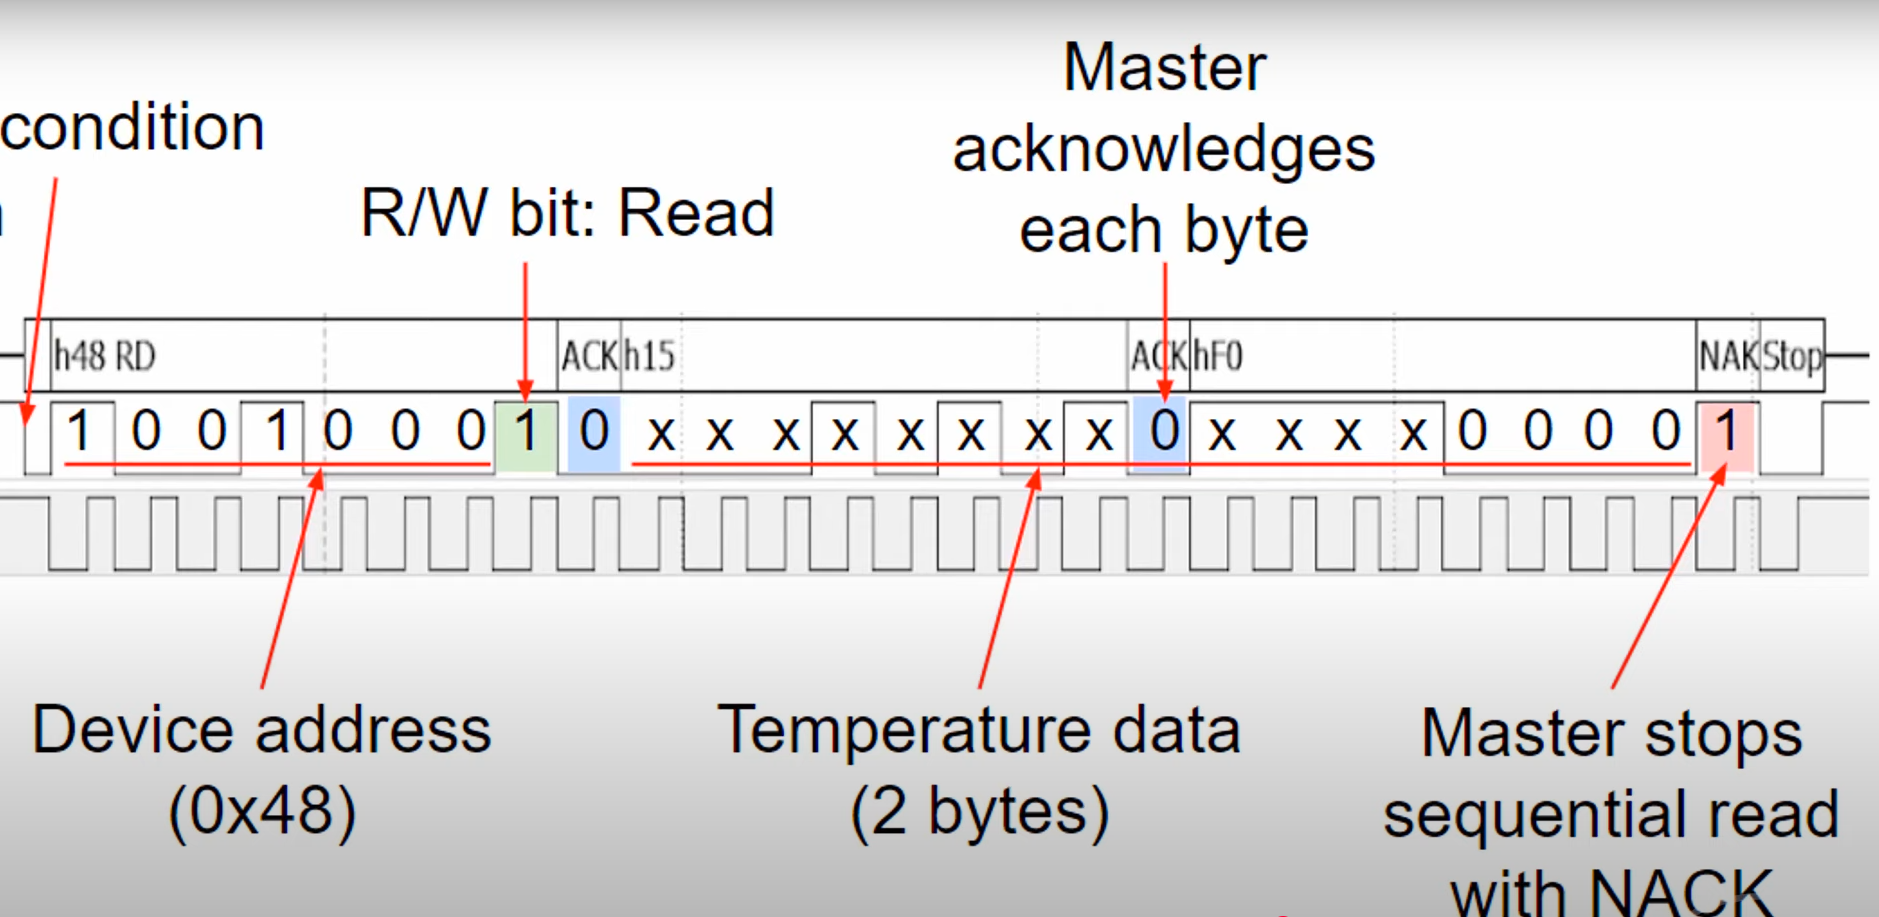 condition
n
R/W bit: Read
Master
acknowledges
each byte
h48 RD ACK h15 ACK hF0 NAK Stop
1 0 0 1 0 0 0 1 0 x x x x x x x x 0 x x x x 0 0 0 0 1
Device address
(0x48)
Temperature data
(2 bytes)
Master stops
sequential read
with NACK